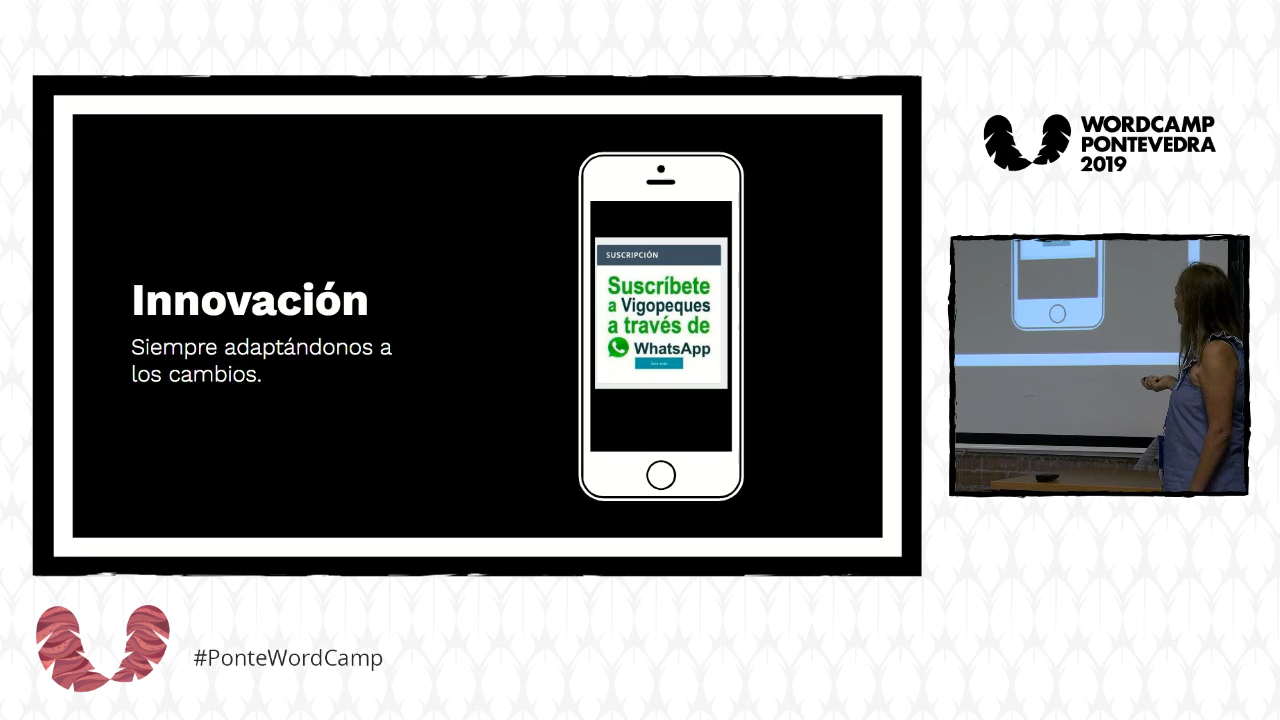 Innovación
Siempre adaptándonos a
los cambios.
SUSCRIPCIÓN
Suscríbete
a Vigopeques
a través de
WhatsApp
WORDCAMP
PONTEVEDRA
2019
#PonteWordCamp